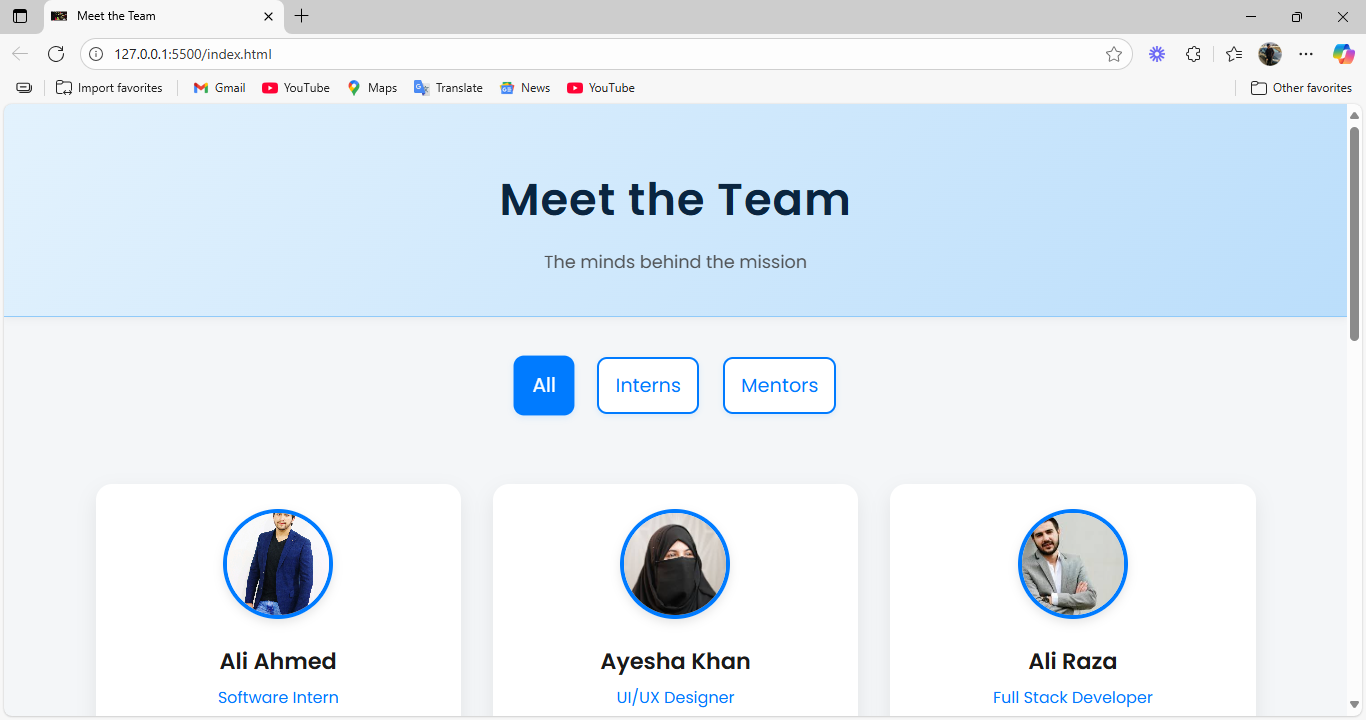 Meet the Team
127.0.0.1:5500/index.html
Import favorites Gmail YouTube Maps Translate News YouTube Other favorites
Meet the Team
The minds behind the mission
All Interns Mentors
Ali Ahmed Ayesha Khan Ali Raza
Software Intern UI/UX Designer Full Stack Developer